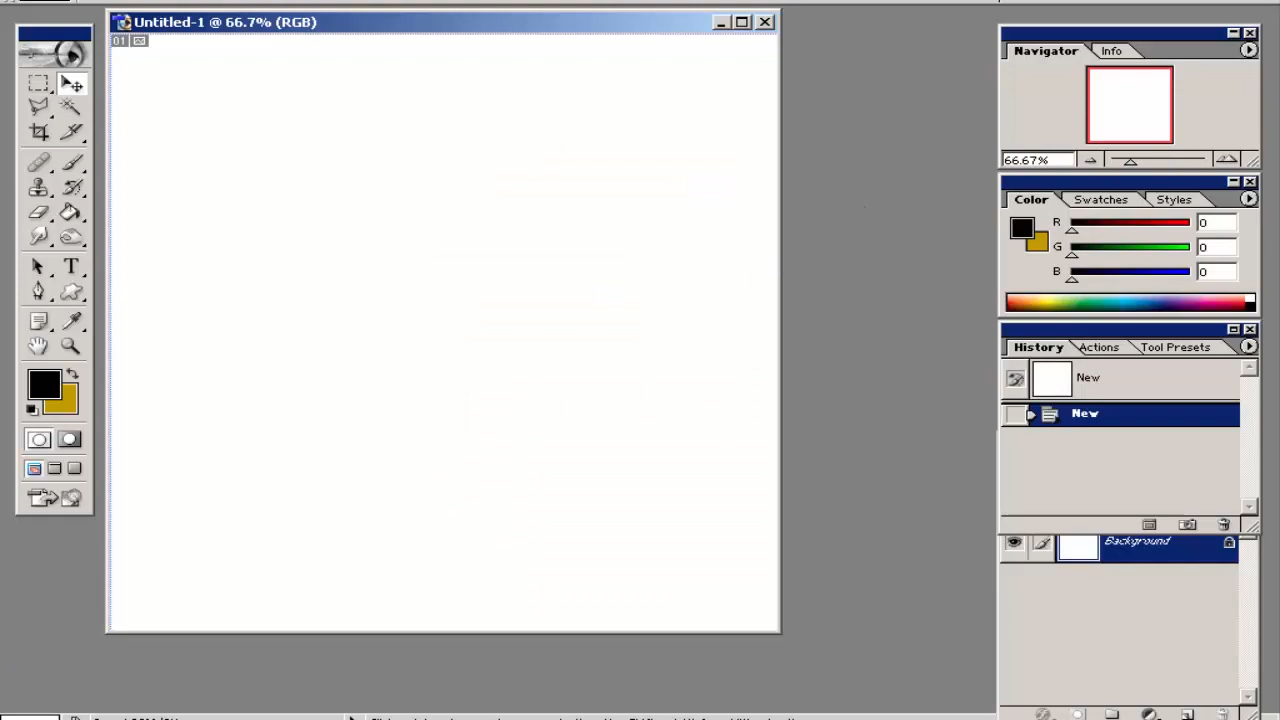 Untitled-1 @ 66.7% (RGB)
01
Navigator Info
66.67%
Color Swatches Styles
R 0
G 0
B 0
History Actions Tool Presets
New
New
Background
T